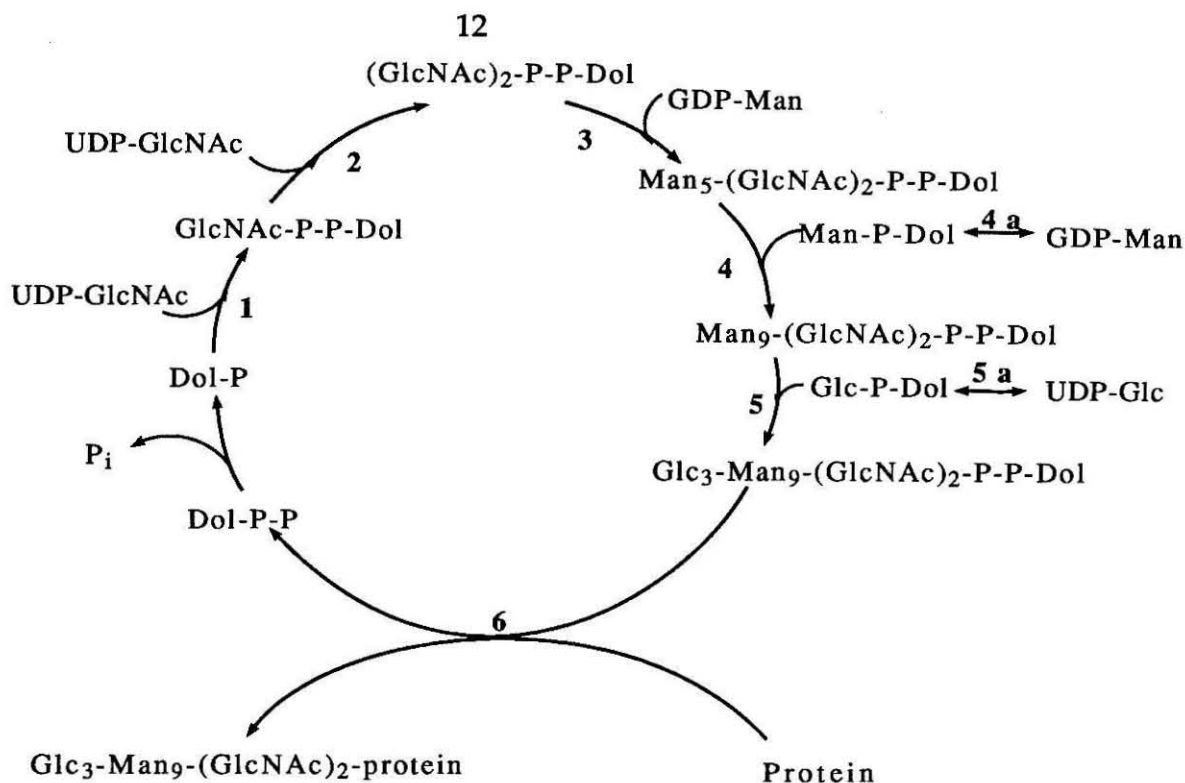 12
(GlcNAc)2-P-P-Dol
GDP-Man
3
UDP-GlcNAc
2
Man5-(GlcNAc)2-P-P-Dol
GlcNAc-P-P-Dol
Man-P-Dol
4 a
GDP-Man
4
UDP-GlcNAc
1
Man9-(GlcNAc)2-P-P-Dol
Dol-P
Glc-P-Dol
5 a
UDP-Glc
5
Pi
Glc3-Man9-(GlcNAc)2-P-P-Dol
Dol-P-P
6
Glc3-Man9-(GlcNAc)2-protein
Protein